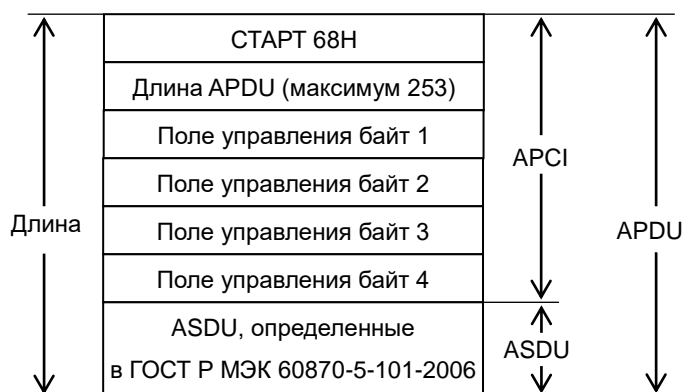 СТАРТ 68H
Длина APDU (максимум 253)
Поле управления байт 1
Поле управления байт 2
Поле управления байт 3
Поле управления байт 4
ASDU, определенные
в ГОСТ Р МЭК 60870-5-101-2006
Длина
APCI
ASDU
APDU